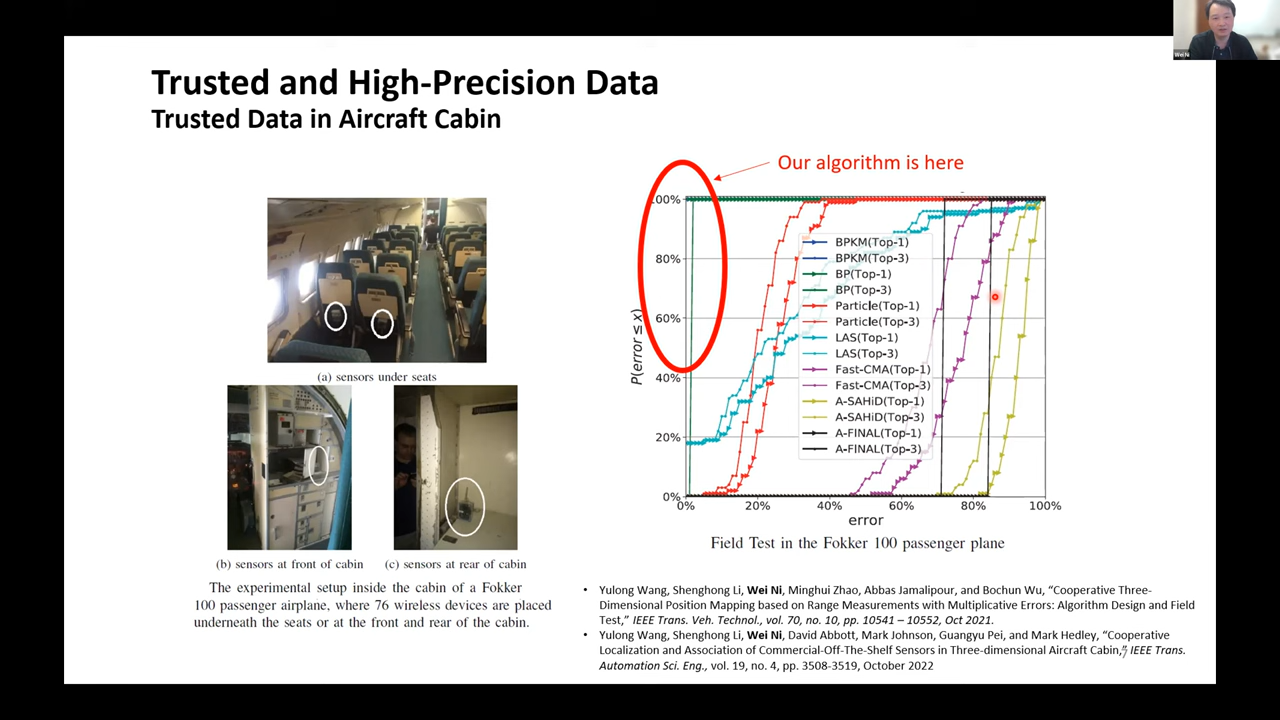 Wei Ni
Trusted and High-Precision Data
Trusted Data in Aircraft Cabin
(a) sensors under seats
(b) sensors at front of cabin
(c) sensors at rear of cabin
The experimental setup inside the cabin of a Fokker
100 passenger airplane, where 76 wireless devices are placed
underneath the seats or at the front and rear of the cabin.
Our algorithm is here
100%
80%
60%
40%
20%
0%
P(error ≤ x)
BPKM(Top-1)
BPKM(Top-3)
BP(Top-1)
BP(Top-3)
Particle(Top-1)
Particle(Top-3)
LAS(Top-1)
LAS(Top-3)
Fast-CMA(Top-1)
Fast-CMA(Top-3)
A-SAHiD(Top-1)
A-SAHiD(Top-3)
A-FINAL(Top-1)
A-FINAL(Top-3)
0% 20% 40% 60% 80% 100%
error
Field Test in the Fokker 100 passenger plane
• Yulong Wang, Shenghong Li, Wei Ni, Minghui Zhao, Abbas Jamalipour, and Bochun Wu, “Cooperative Three-
Dimensional Position Mapping based on Range Measurements with Multiplicative Errors: Algorithm Design and Field
Test,” IEEE Trans. Veh. Technol., vol. 70, no. 10, pp. 10541 – 10552, Oct 2021.
• Yulong Wang, Shenghong Li, Wei Ni, David Abbott, Mark Johnson, Guangyu Pei, and Mark Hedley, “Cooperative
Localization and Association of Commercial-Off-The-Shelf Sensors in Three-dimensional Aircraft Cabin,” IEEE Trans.
Automation Sci. Eng., vol. 19, no. 4, pp. 3508-3519, October 2022